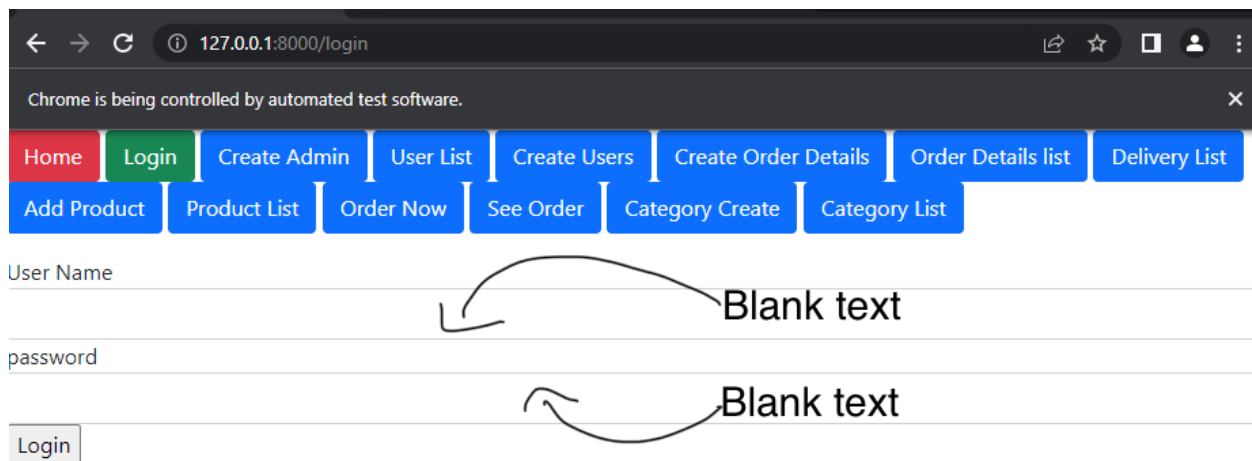 127.0.0.1:8000/login
Chrome is being controlled by automated test software.
Home Login Create Admin User List Create Users Create Order Details Order Details list Delivery List
Add Product Product List Order Now See Order Category Create Category List
User Name
Blank text
password
Blank text
Login